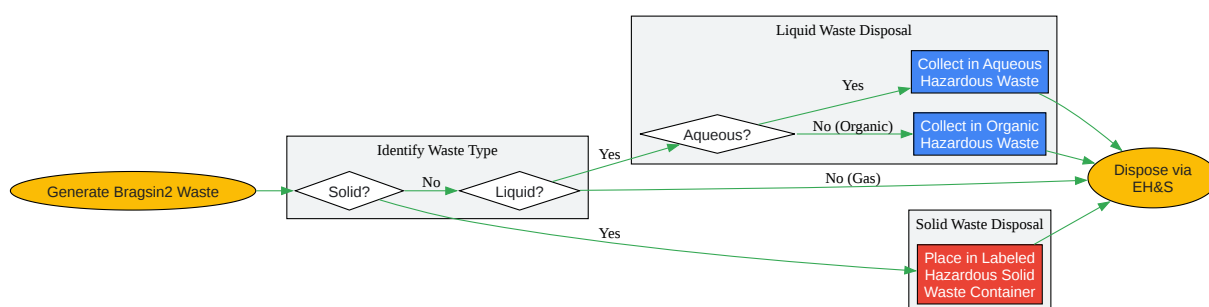 Liquid Waste Disposal
Collect in Aqueous
Hazardous Waste
Yes
Aqueous?
No (Organic)
Collect in Organic
Hazardous Waste
Identify Waste Type
Yes
Generate Bragsin2 Waste
Solid?
No
Liquid?
No (Gas)
Dispose via
EH&S
Yes
Solid Waste Disposal
Place in Labeled
Hazardous Solid
Waste Container